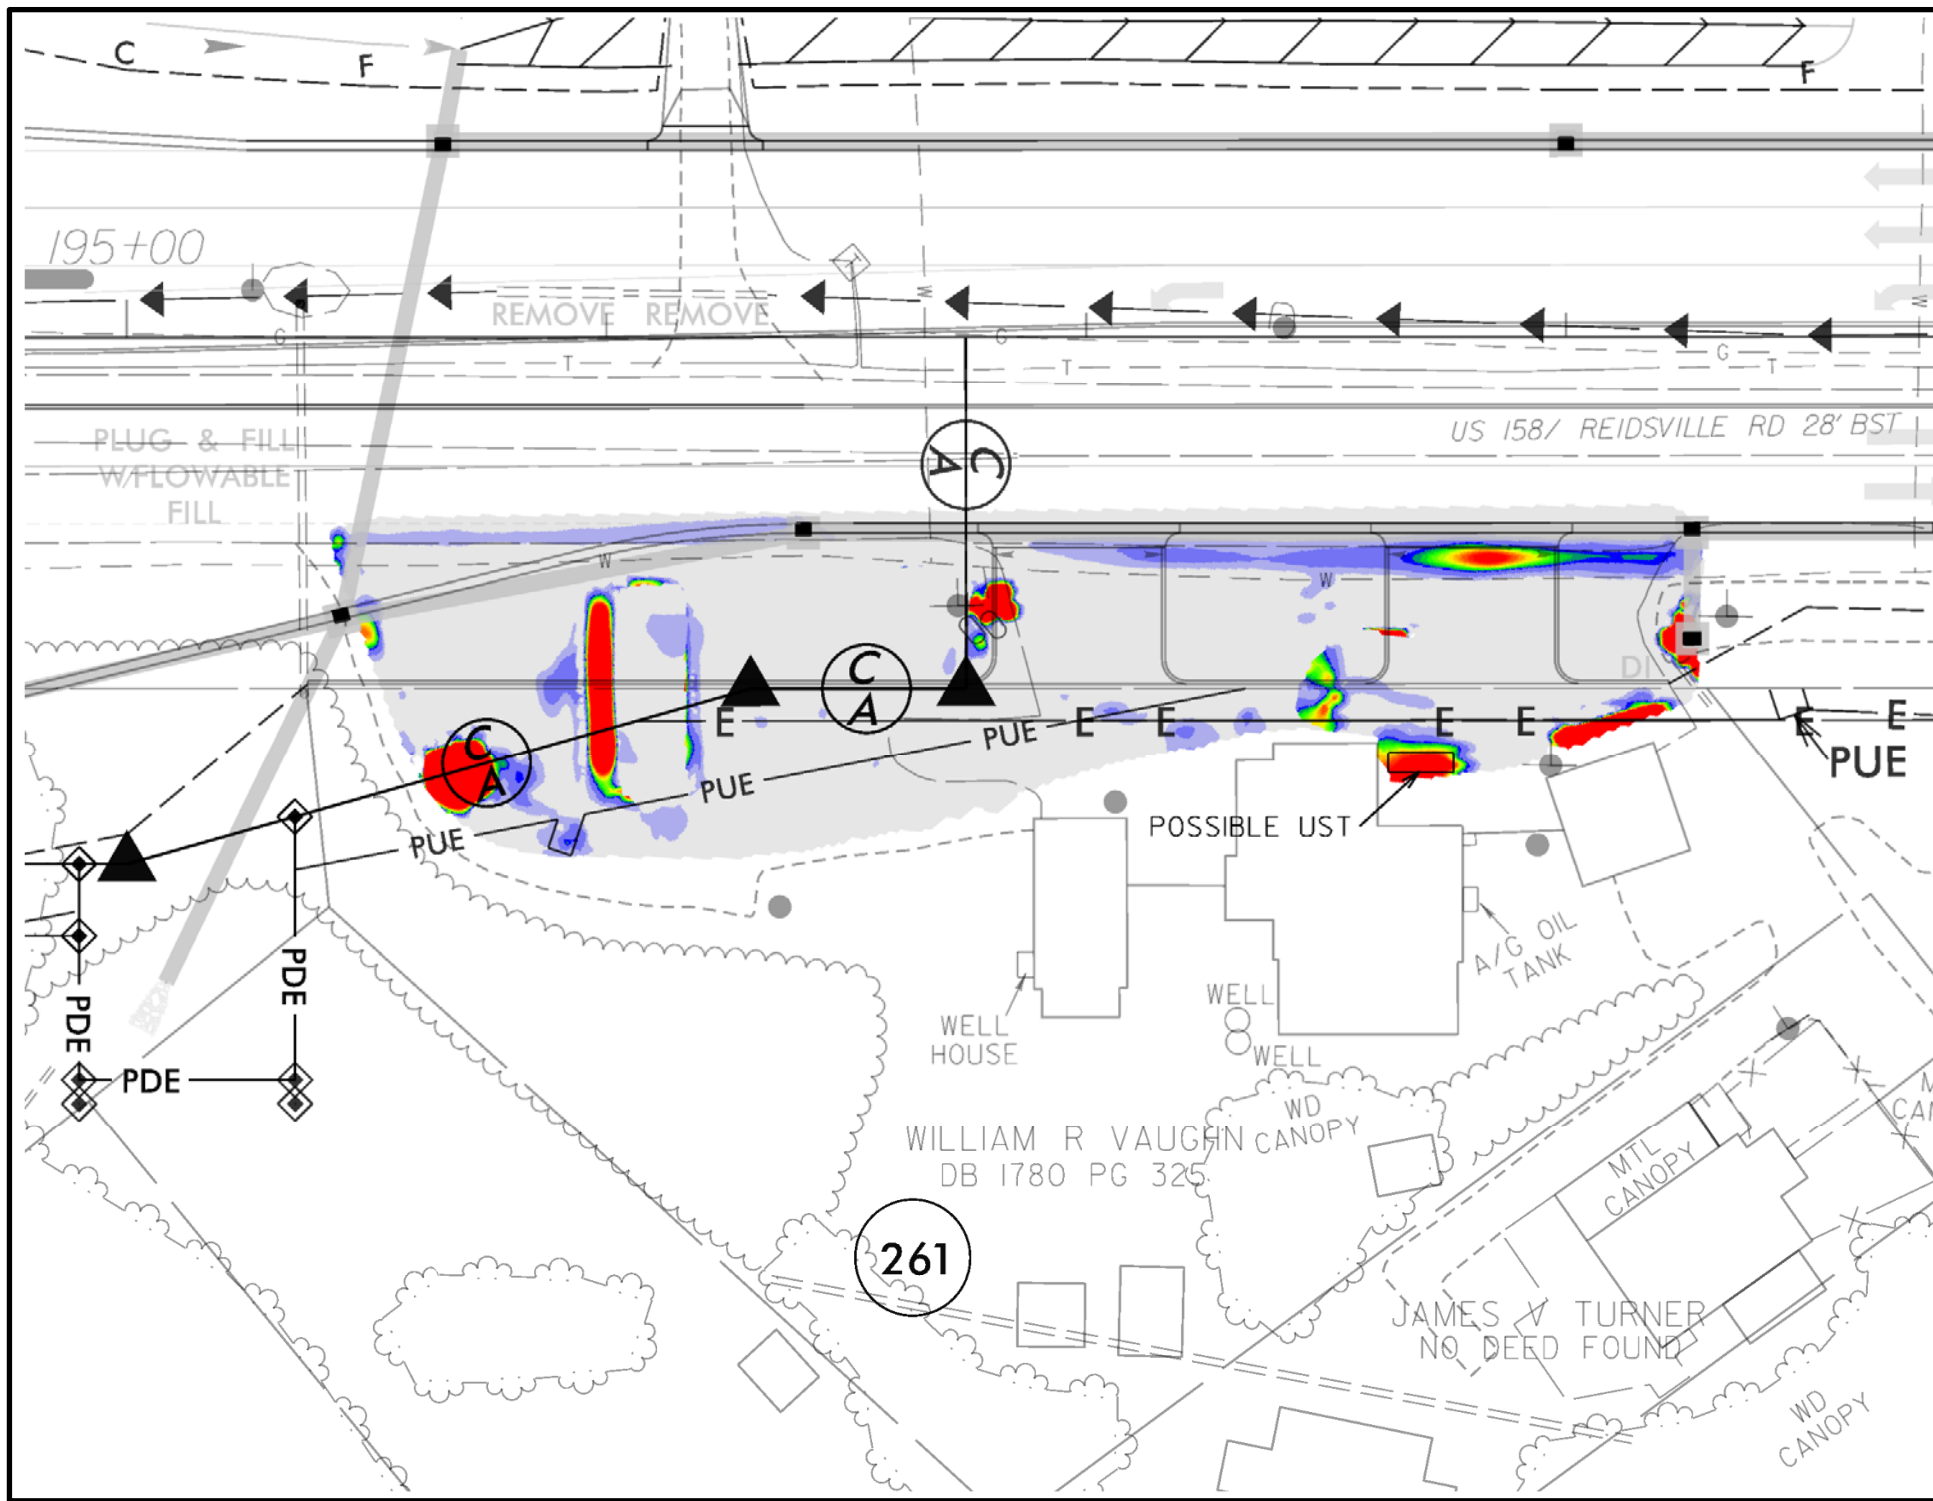 C
F
F
195+00
REMOVE REMOVE
W
W
G
G
G
T
T
T
PLUG & FILL
W/FLOWABLE
FILL
US 158/ REIDSVILLE RD 28' BST
C
A
W
W
C
A
DI
E
E
E
E
E
E
E
PUE
PUE
C
A
PUE
PUE
POSSIBLE UST
A/G OIL
TANK
PDE
PDE
PDE
WELL
HOUSE
WELL
WELL
WD
CANOPY
WILLIAM R VAUGHN
DB 1780 PG 325
MTL
CANOPY
261
JAMES V TURNER
NO DEED FOUND
WD
CANOPY